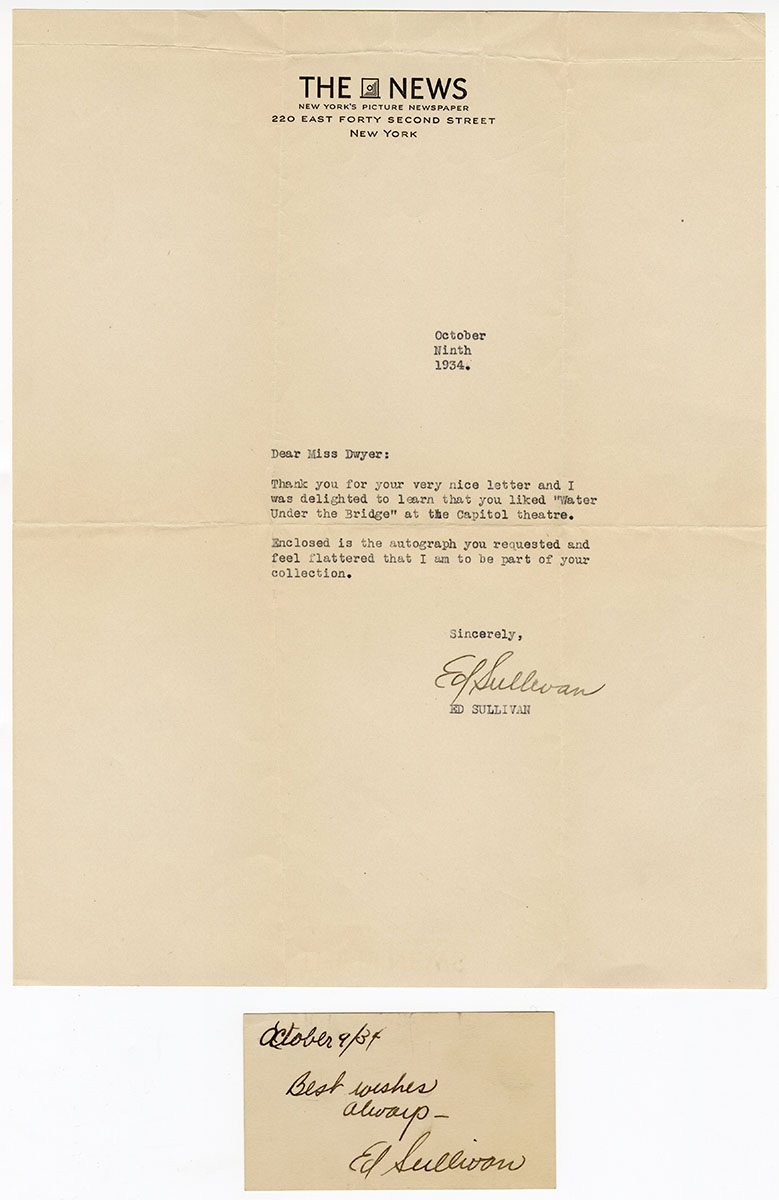 THE NEWS
NEW YORK'S PICTURE NEWSPAPER
220 EAST FORTY SECOND STREET
NEW YORK
October
Ninth
1934.
Dear Miss Dwyer:
Thank you for your very nice letter and I
was delighted to learn that you liked "Water
Under the Bridge" at the Capitol theatre.
Enclosed is the autograph you requested and
feel flattered that I am to be part of your
collection.
Sincerely,
Ed Sullivan
ED SULLIVAN
October 9/34
Best wishes
always—
Ed Sullivan